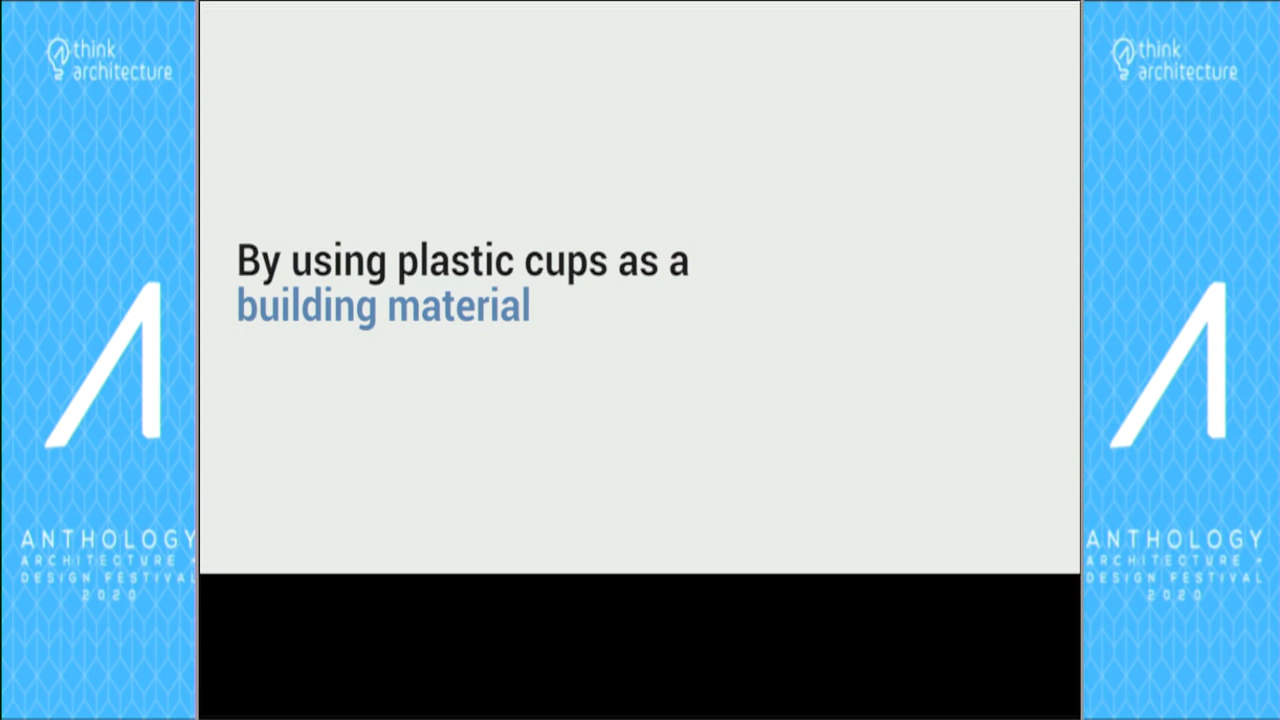 think
architecture
By using plastic cups as a
building material
ANTHOLOGY
ARCHITECTURE +
DESIGN FESTIVAL
2020
think
architecture
ANTHOLOGY
ARCHITECTURE +
DESIGN FESTIVAL
2020